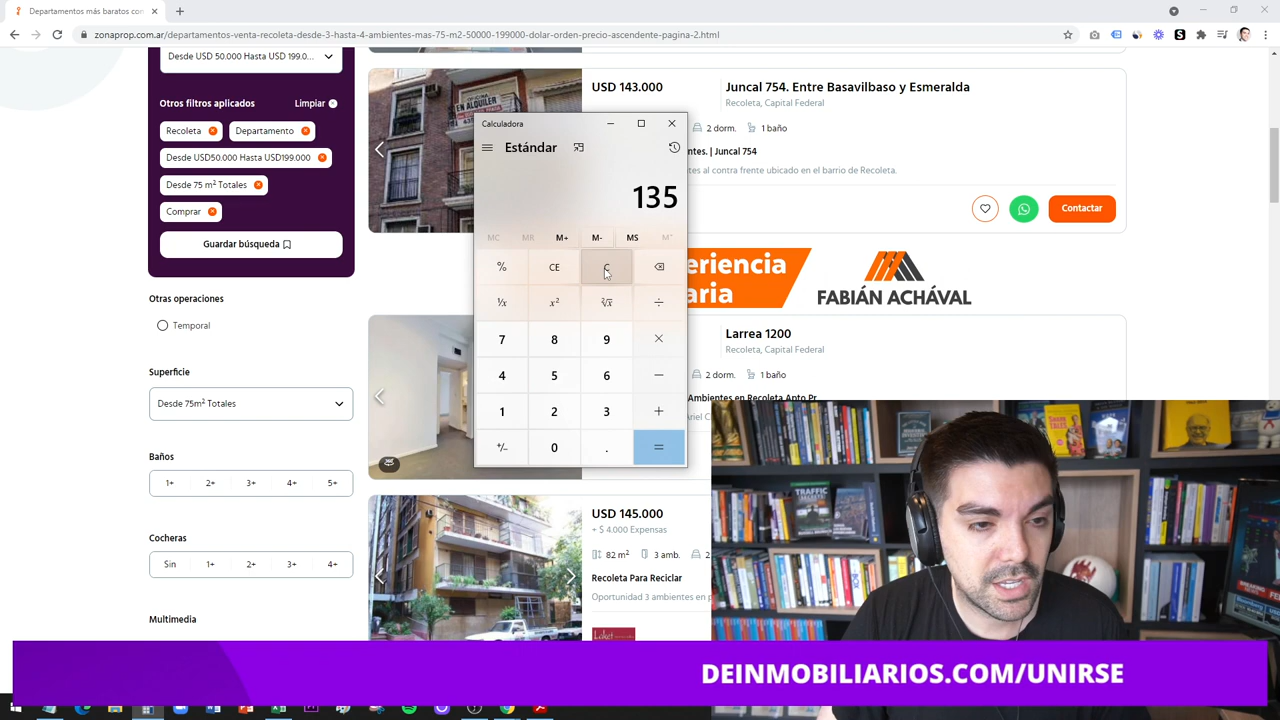 Departamentos más baratos con
zonaprop.com.ar/departamentos-venta-recoleta-desde-3-hasta-4-ambientes-mas-75-m2-50000-199000-dolar-orden-precio-ascendente-pagina-2.html
Desde USD 50.000 Hasta USD 199.0...
Otros filtros aplicados
Limpiar
Recoleta
Departamento
Desde USD50.000 Hasta USD199.000
Desde 75 m² Totales
Comprar
Guardar búsqueda
Otras operaciones
Temporal
Superficie
Desde 75m² Totales
Baños
1+ 2+ 3+ 4+ 5+
Cocheras
Sin 1+ 2+ 3+ 4+
Multimedia
EN ALQUILER
USD 143.000
Juncal 754. Entre Basavilbaso y Esmeralda
Recoleta, Capital Federal
2 dorm. 1 baño
ntes. | Juncal 754
tes al contra frente ubicado en el barrio de Recoleta.
Contactar
Calculadora
Estándar
135
MC MR M+ M- MS M˅
% CE C
¹/x x² ²√x ÷
7 8 9 ×
4 5 6 −
1 2 3 +
+/− 0 . =
eriencia
aria
FABIÁN ACHÁVAL
Larrea 1200
Recoleta, Capital Federal
2 dorm. 1 baño
Ambientes en Recoleta Apto Pr
USD 145.000
+ $ 4.000 Expensas
82 m² 3 amb. 2
Recoleta Para Reciclar
Oportunidad 3 ambientes en p
TRAFFIC
SECRETS
DEINMOBILIARIOS.COM/UNIRSE